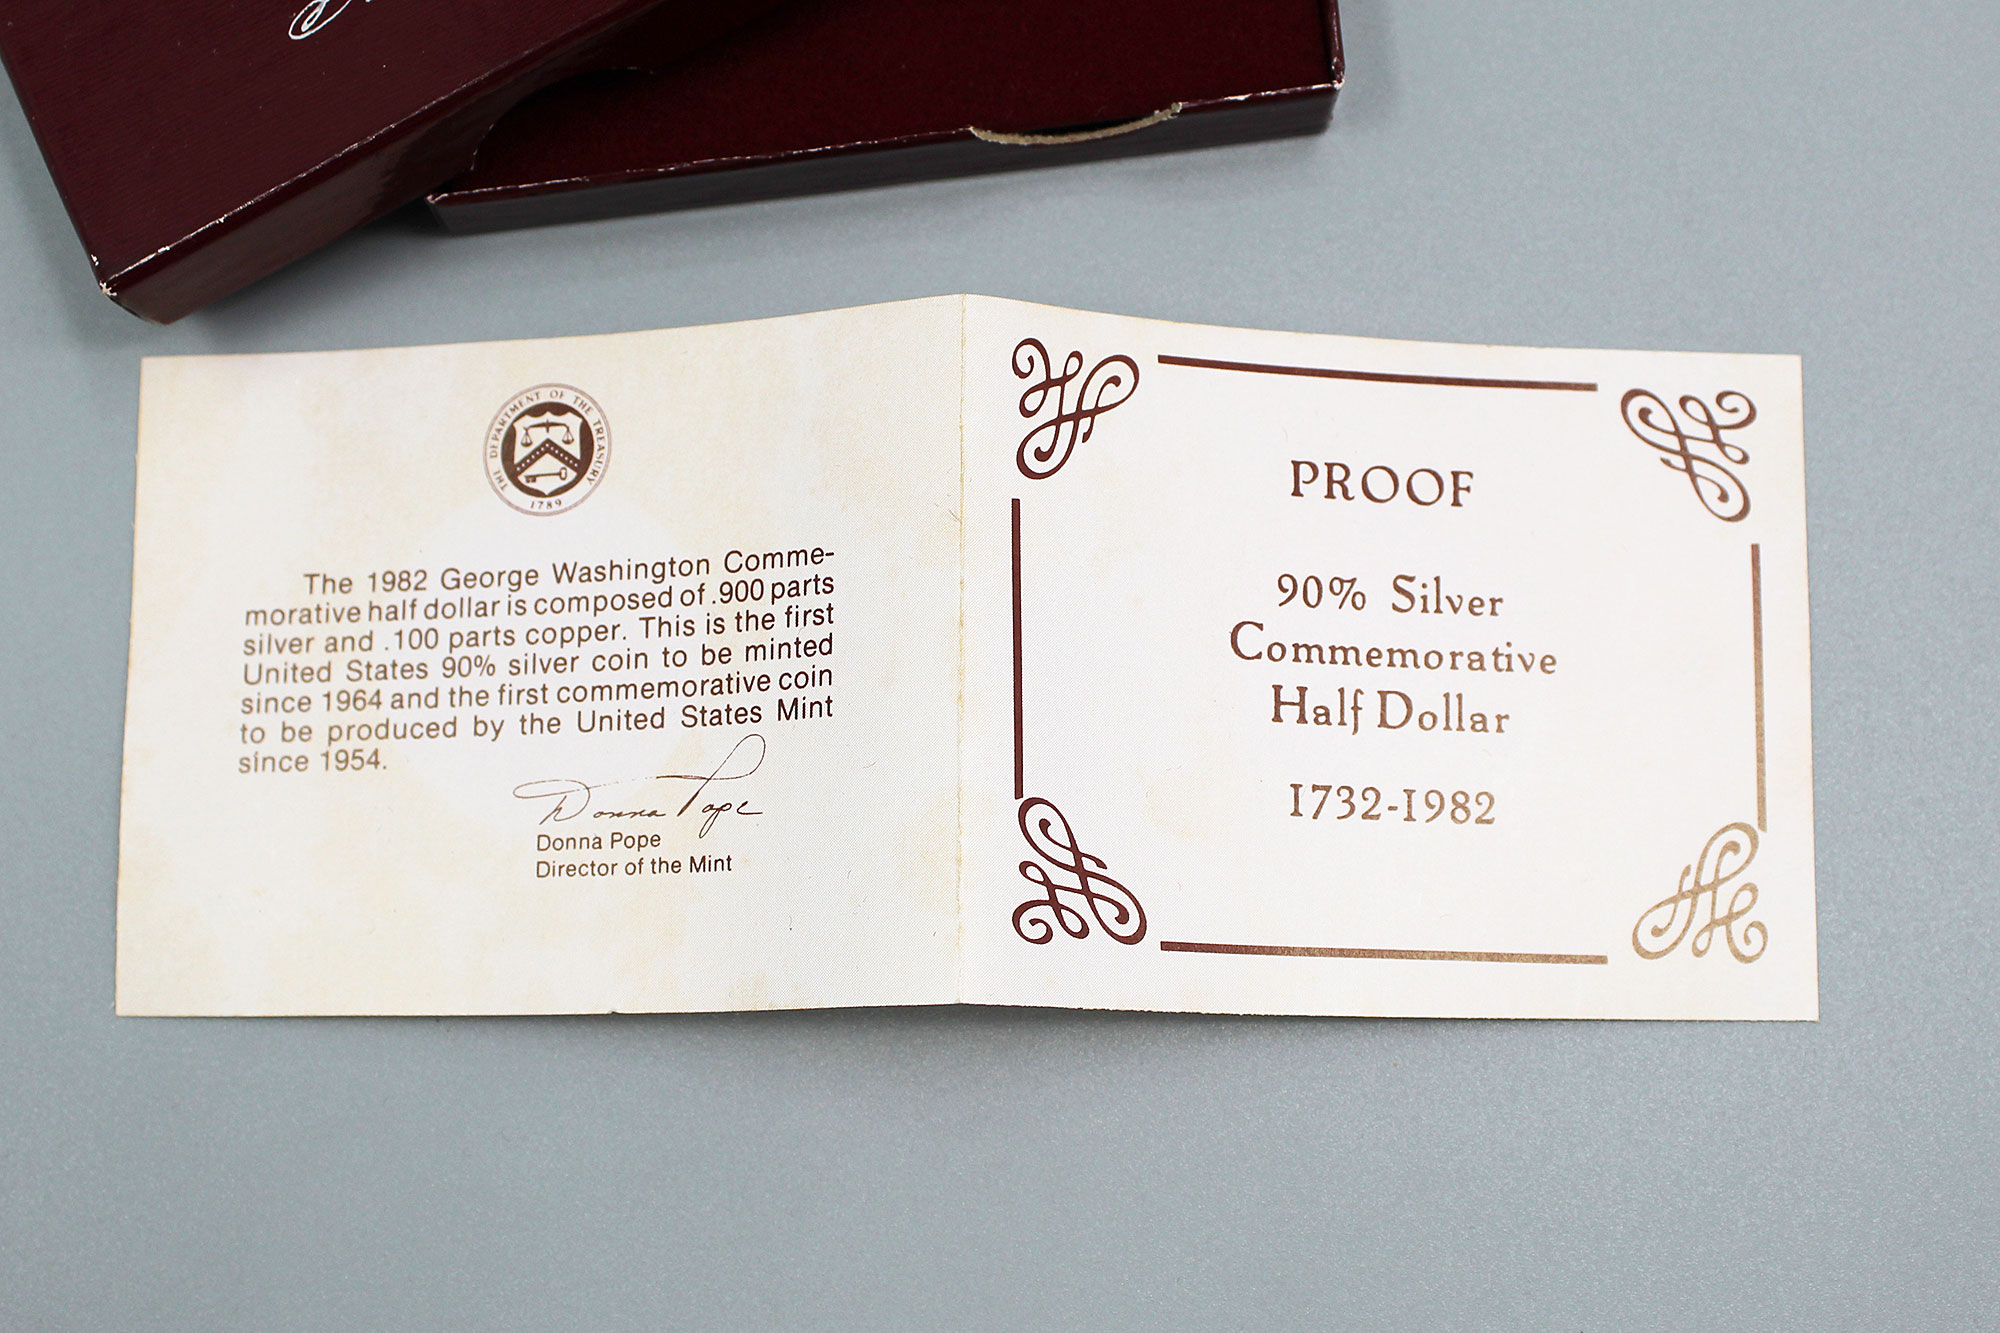 THE DEPARTMENT OF THE TREASURY
1789
The 1982 George Washington Comme-
morative half dollar is composed of .900 parts
silver and .100 parts copper. This is the first
United States 90% silver coin to be minted
since 1964 and the first commemorative coin
to be produced by the United States Mint
since 1954.
Donna Pope
Donna Pope
Director of the Mint
PROOF
90% Silver
Commemorative
Half Dollar
1732-1982